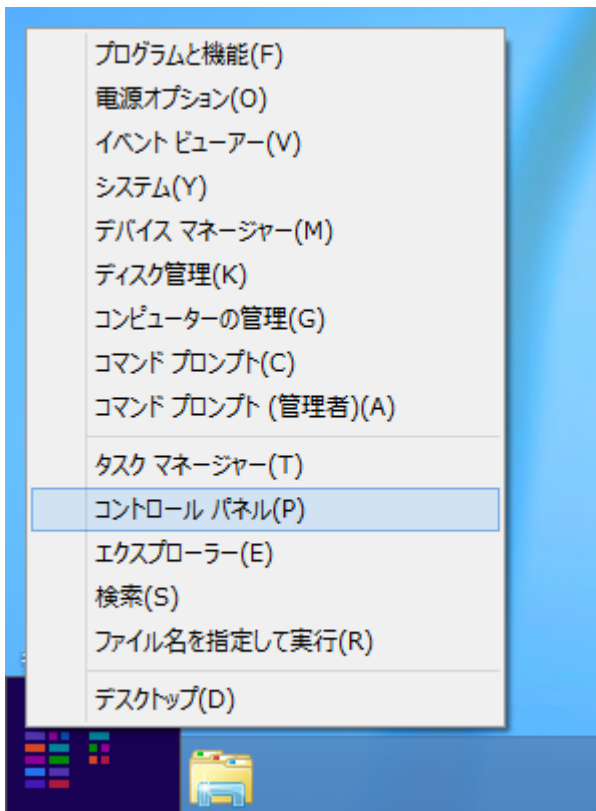 プログラムと機能(F)
電源オプション(O)
イベント ビューアー(V)
システム(Y)
デバイス マネージャー(M)
ディスク管理(K)
コンピューターの管理(G)
コマンド プロンプト(C)
コマンド プロンプト (管理者)(A)
タスク マネージャー(T)
コントロール パネル(P)
エクスプローラー(E)
検索(S)
ファイル名を指定して実行(R)
デスクトップ(D)